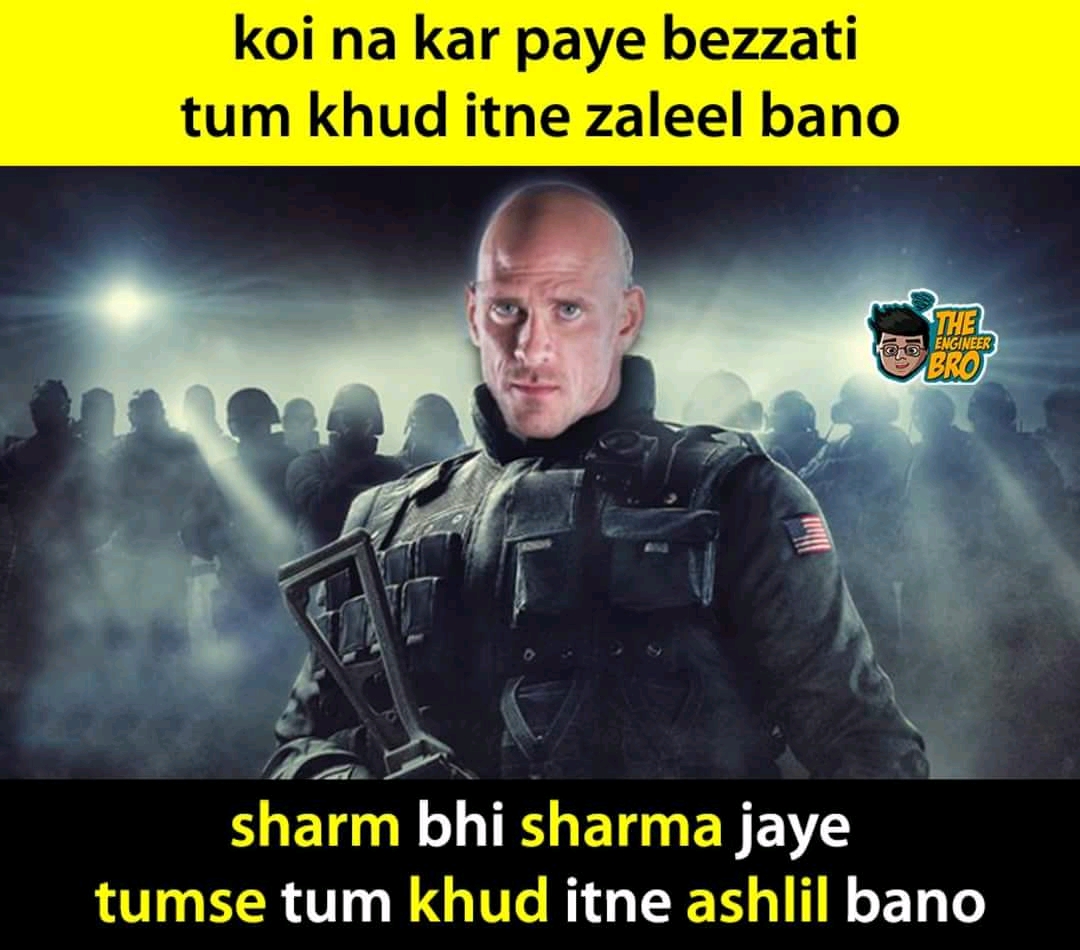 koi na kar paye bezzati
tum khud itne zaleel bano
THE
ENGINEER
BRO
sharm bhi sharma jaye
tumse tum khud itne ashlil bano